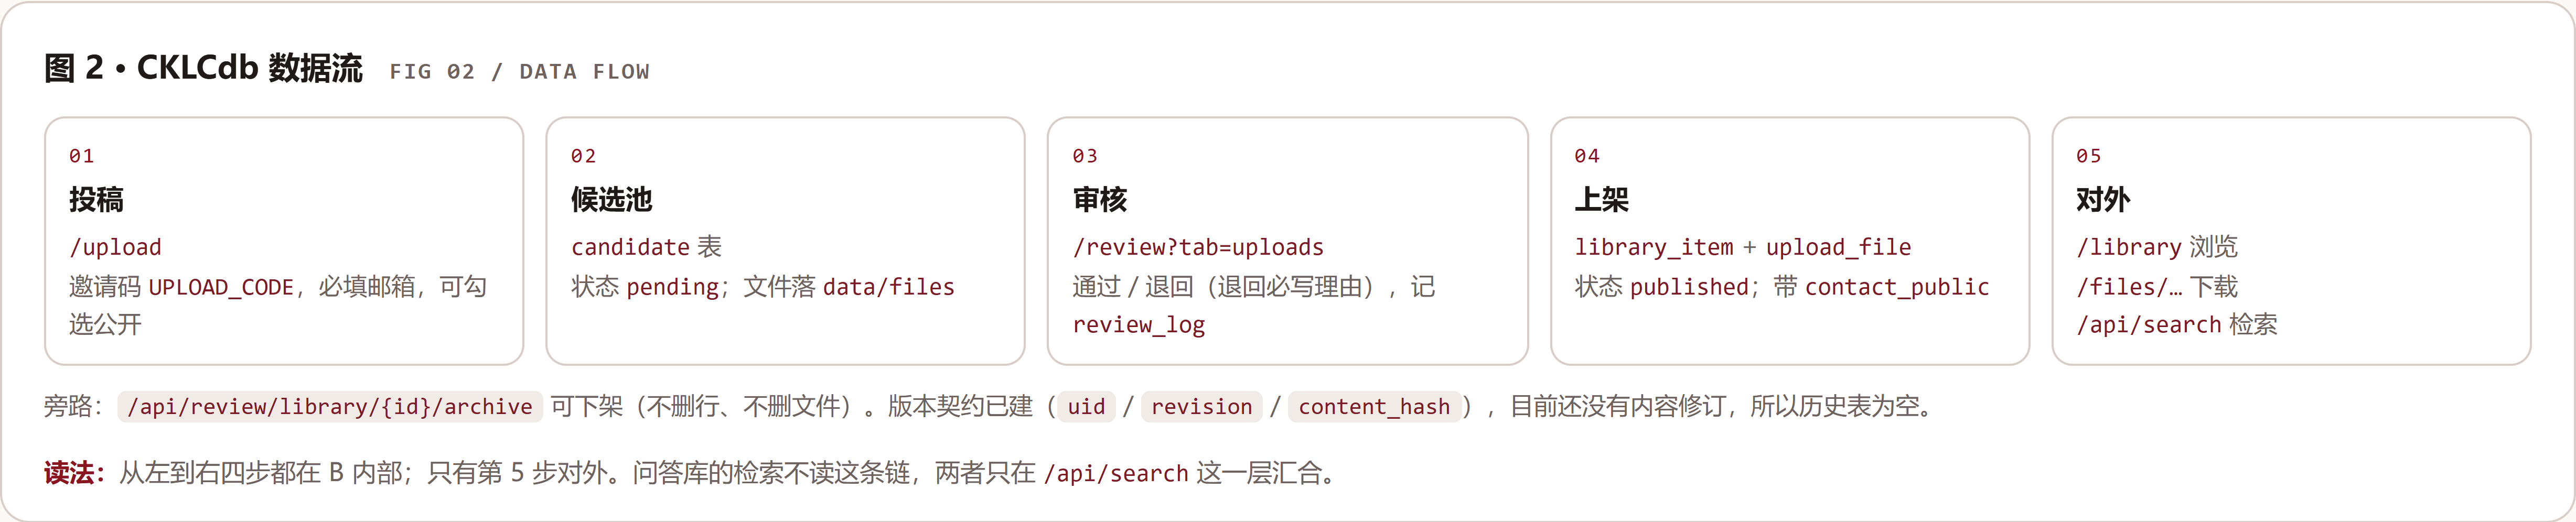 图 2 · CKLCdb 数据流 FIG 02 / DATA FLOW
01
投稿
/upload
邀请码 UPLOAD_CODE，必填邮箱，可勾
选公开
02
候选池
candidate 表
状态 pending；文件落 data/files
03
审核
/review?tab=uploads
通过 / 退回（退回必写理由），记
review_log
04
上架
library_item + upload_file
状态 published；带 contact_public
05
对外
/library 浏览
/files/… 下载
/api/search 检索
旁路：/api/review/library/{id}/archive 可下架（不删行、不删文件）。版本契约已建（uid / revision / content_hash），目前还没有内容修订，所以历史表为空。
读法：从左到右四步都在 B 内部；只有第 5 步对外。问答库的检索不读这条链，两者只在 /api/search 这一层汇合。